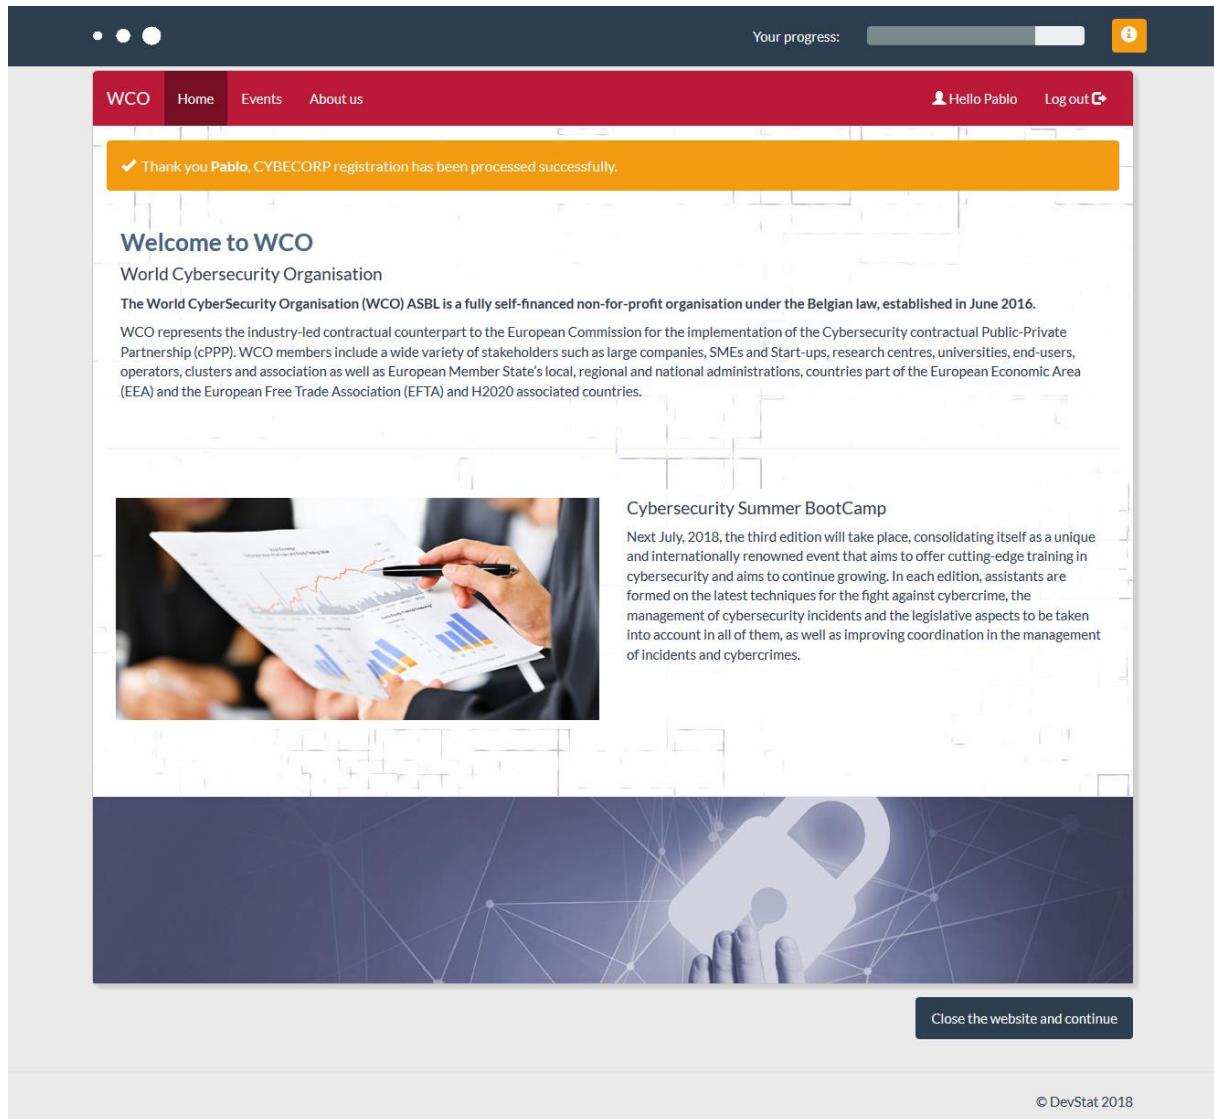 Your progress:
WCO Home Events About us Hello Pablo Log out
Thank you Pablo, CYBECORP registration has been processed successfully.
Welcome to WCO
World Cybersecurity Organisation
The World CyberSecurity Organisation (WCO) ASBL is a fully self-financed non-for-profit organisation under the Belgian law, established in June 2016.
WCO represents the industry-led contractual counterpart to the European Commission for the implementation of the Cybersecurity contractual Public-Private
Partnership (cPPP). WCO members include a wide variety of stakeholders such as large companies, SMEs and Start-ups, research centres, universities, end-users,
operators, clusters and association as well as European Member State's local, regional and national administrations, countries part of the European Economic Area
(EEA) and the European Free Trade Association (EFTA) and H2020 associated countries.
Cybersecurity Summer BootCamp
Next July, 2018, the third edition will take place, consolidating itself as a unique
and internationally renowned event that aims to offer cutting-edge training in
cybersecurity and aims to continue growing. In each edition, assistants are
formed on the latest techniques for the fight against cybercrime, the
management of cybersecurity incidents and the legislative aspects to be taken
into account in all of them, as well as improving coordination in the management
of incidents and cybercrimes.
Close the website and continue
© DevStat 2018